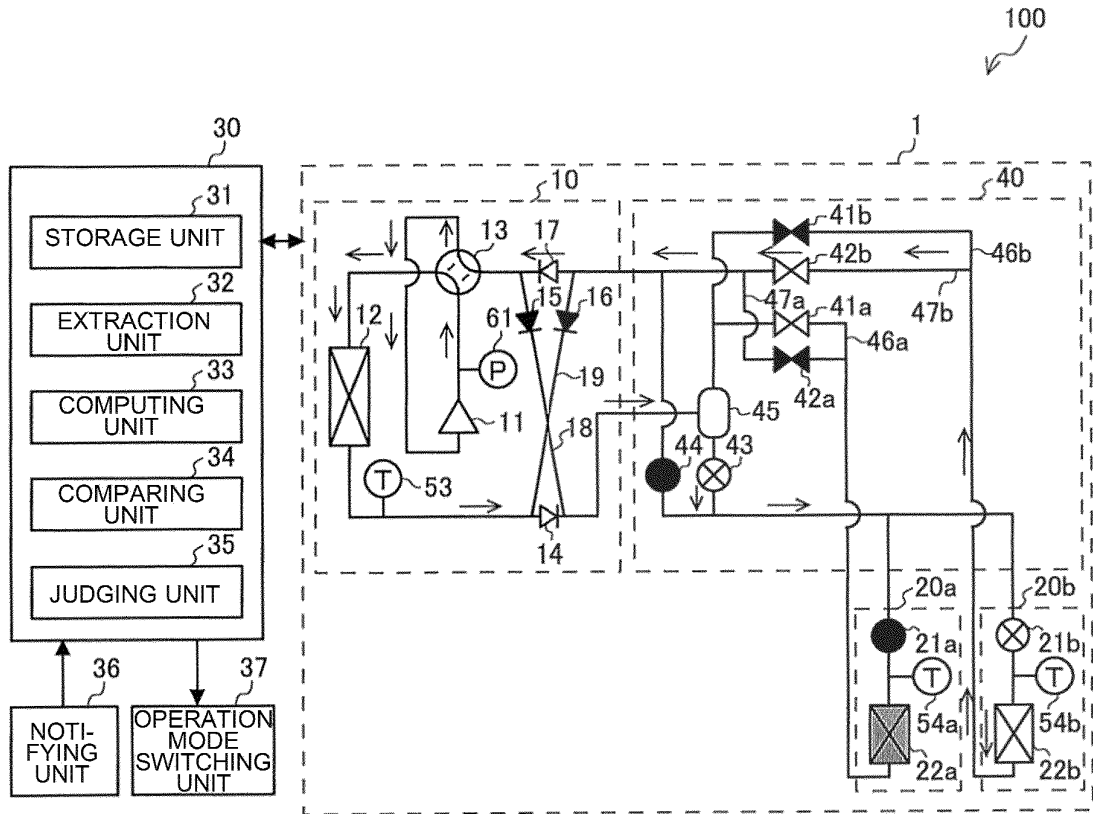 100
1
30
10
40
31
STORAGE UNIT
32
EXTRACTION UNIT
33
COMPUTING UNIT
34
COMPARING UNIT
35
JUDGING UNIT
36
NOTI-
FYING
UNIT
37
OPERATION
MODE
SWITCHING
UNIT
13
17
41b
42b
46b
15
16
47a
41a
47b
12
61
P
46a
19
42a
11
45
18
44
43
T
53
14
20a
20b
21a
21b
T
T
54a
54b
22a
22b